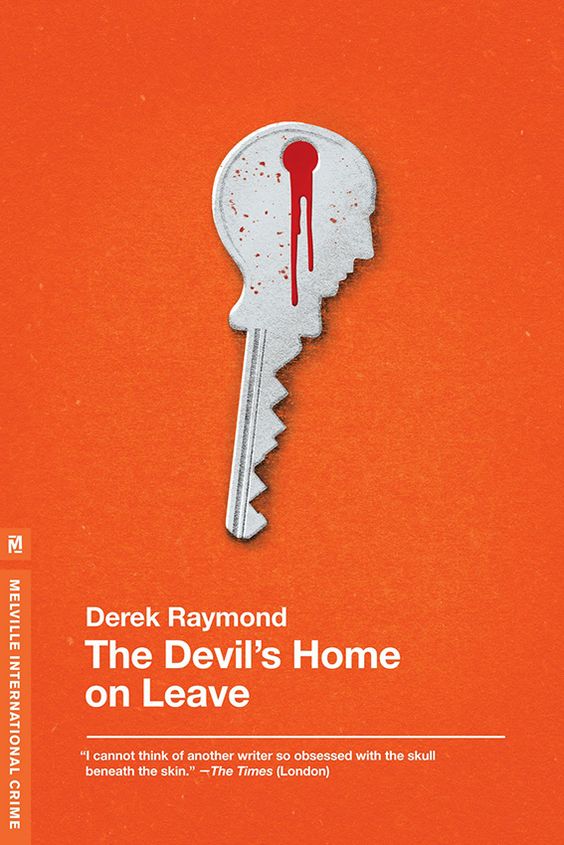 Derek Raymond
The Devil’s Home
on Leave
“I cannot think of another writer so obsessed with the skull
beneath the skin.” —The Times (London)
M
MELVILLE INTERNATIONAL CRIME